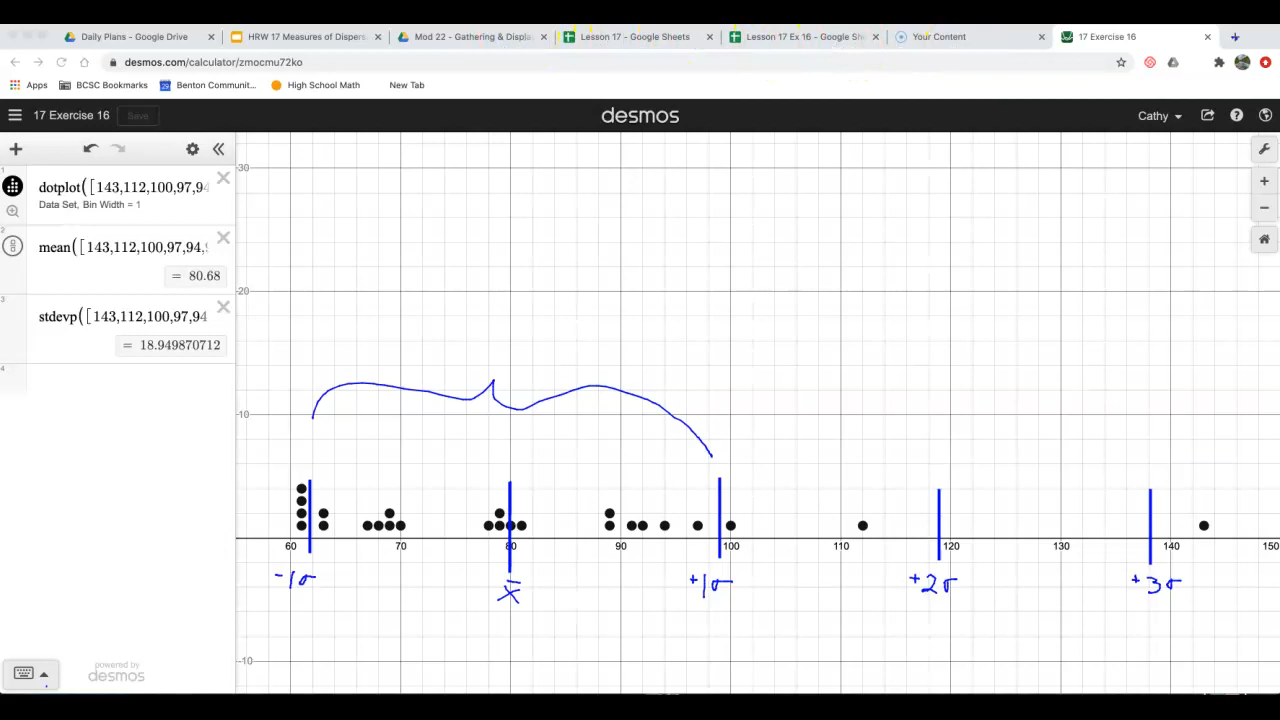 Daily Plans - Google Drive
HRW 17 Measures of Dispers
Mod 22 - Gathering & Displa
Lesson 17 - Google Sheets
Lesson 17 Ex 16 - Google Sh
Your Content
17 Exercise 16
desmos.com/calculator/zmocmu72ko
Apps
BCSC Bookmarks
Benton Communit...
High School Math
New Tab
17 Exercise 16
Save
desmos
Cathy
1
dotplot([143,112,100,97,94
Data Set, Bin Width = 1
2
mean([143,112,100,97,94,
= 80.68
3
stdevp([143,112,100,97,94
= 18.949870712
4
30
20
10
60 70 80 90 100 110 120 130 140 150
-1σ x̄ +1σ +2σ +3σ
-10
powered by
desmos